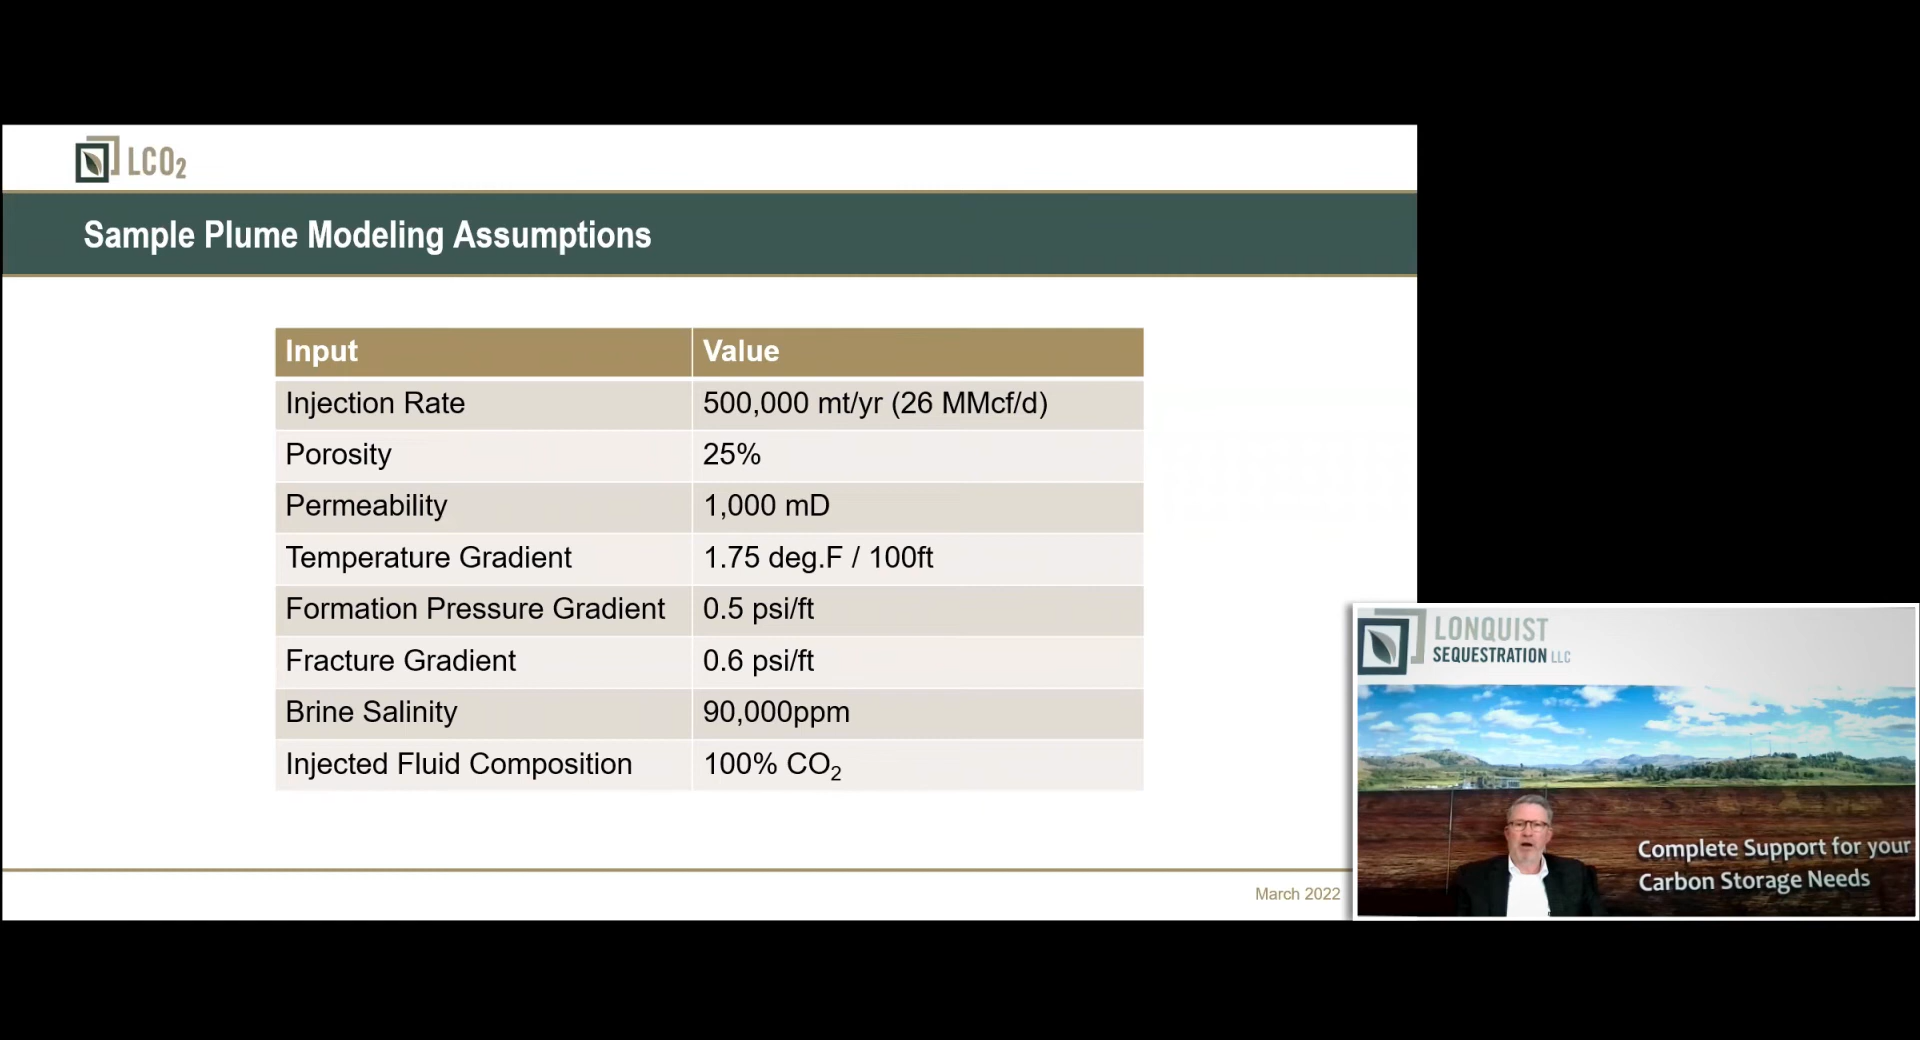 LCO2
Sample Plume Modeling Assumptions
Input Value
Injection Rate 500,000 mt/yr (26 MMcf/d)
Porosity 25%
Permeability 1,000 mD
Temperature Gradient 1.75 deg.F / 100ft
Formation Pressure Gradient 0.5 psi/ft
Fracture Gradient 0.6 psi/ft
Brine Salinity 90,000ppm
Injected Fluid Composition 100% CO2
March 2022
LONQUIST
SEQUESTRATION LLC
Complete Support for your
Carbon Storage Needs